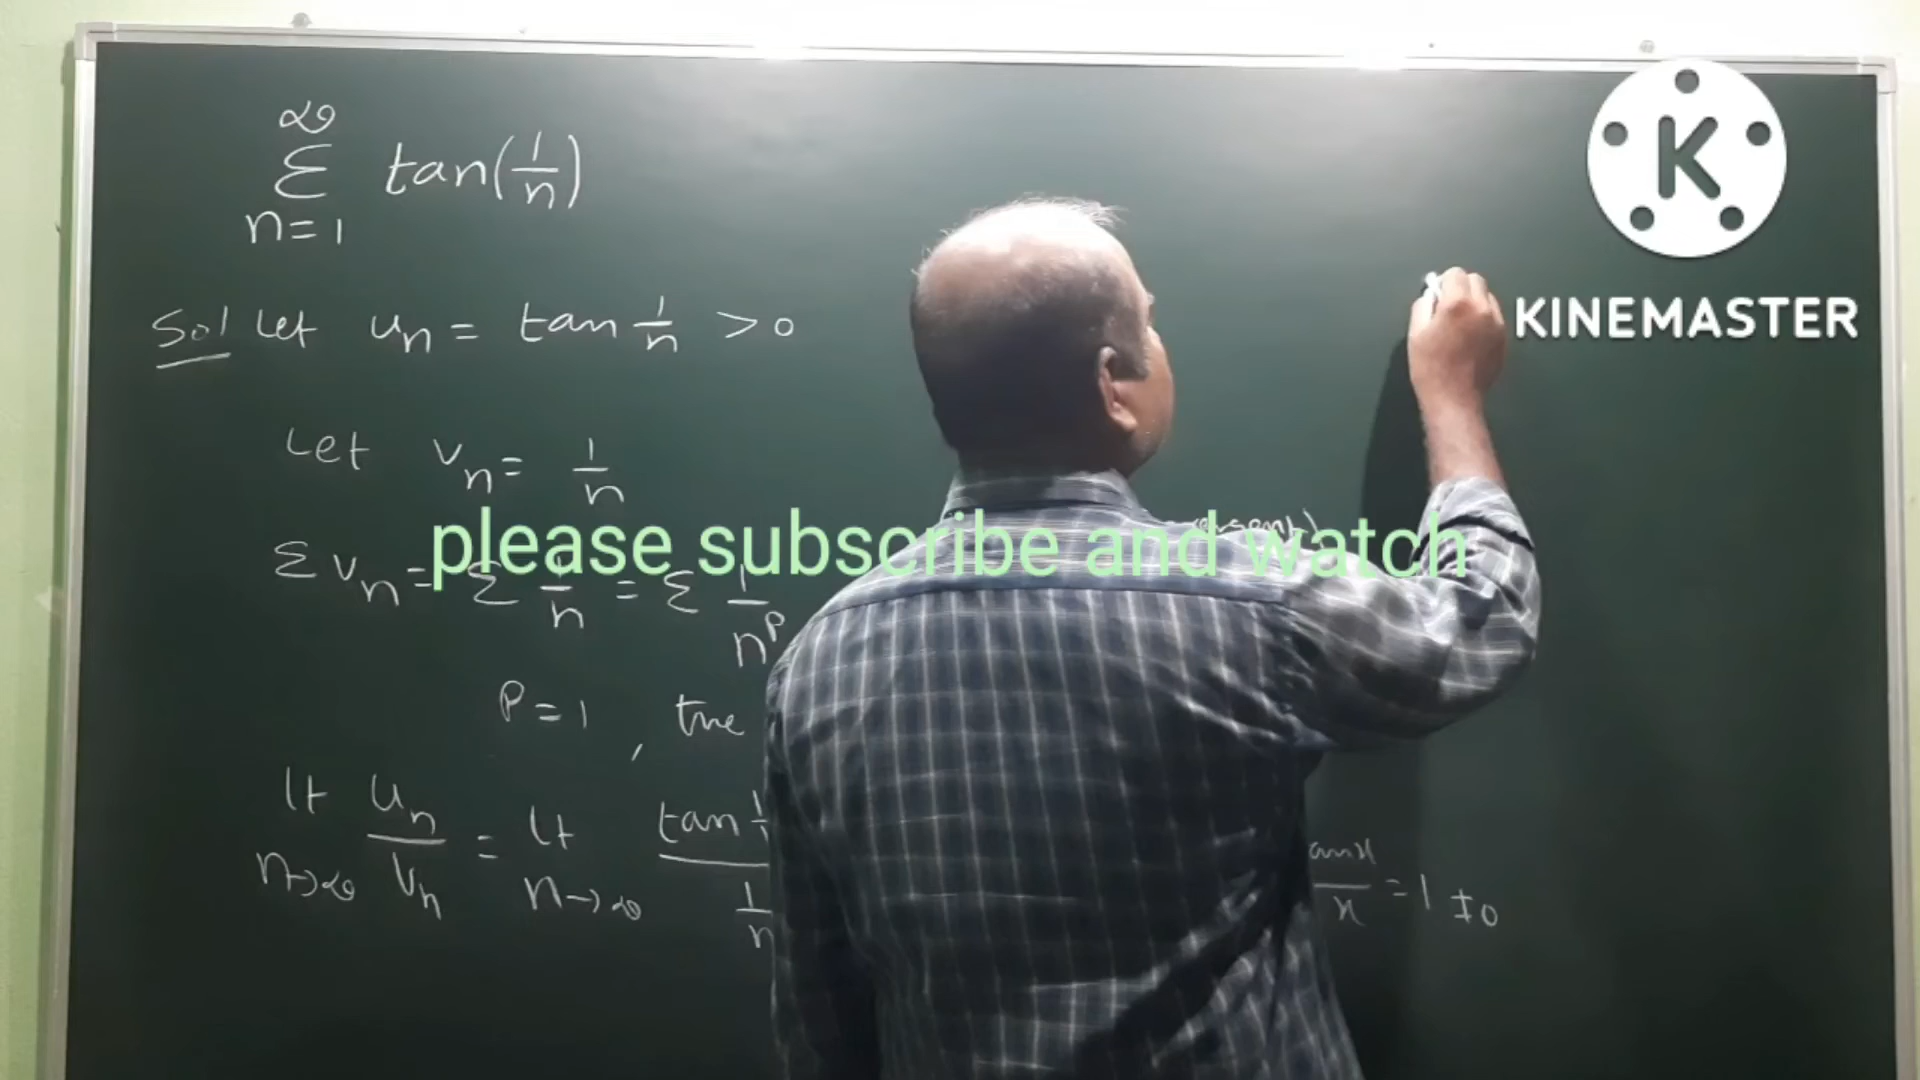 ∞
Σ tan(1/n)
n=1
Sol Let un = tan 1/n > 0
Let vn = 1/n
Σvn = Σ 1/n = Σ 1/n^p
P=1, the
lt un/vn = lt tan 1/ / 1/n
n→∞ n→∞
x = 1 ≠ 0
please subscribe and watch
K
KINEMASTER